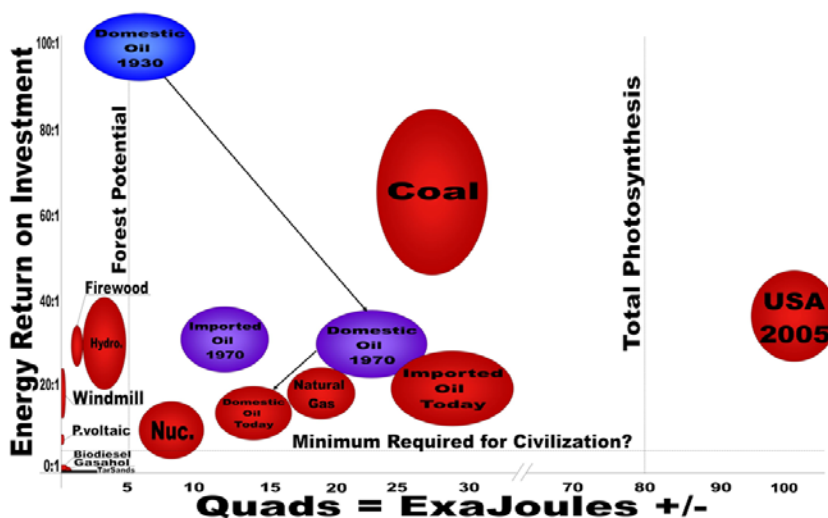 100:1
80:1
60:1
40:1
20:1
0:1
Energy Return on Investment
Domestic
Oil
1930
Forest Potential
Coal
Total Photosynthesis
USA
2005
Firewood
Hydro.
Imported
Oil
1970
Domestic
Oil
1970
Imported
Oil
Today
Natural
Gas
Domestic
Oil
Today
Windmill
Nuc.
P.voltaic
Minimum Required for Civilization?
Biodiesel
Gasahol
TarSands
5
10
15
20
25
30
70
80
90
100
Quads = ExaJoules +/-